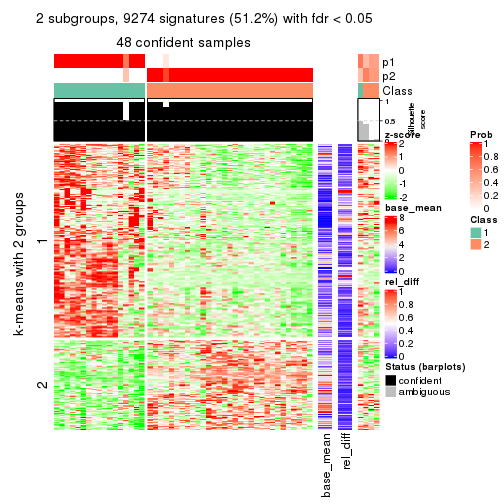 2 subgroups, 9274 signatures (51.2%) with fdr < 0.05
48 confident samples
p1
p2
Class
1
0.5
0
Silhouette
score
k-means with 2 groups
1
2
base_mean
rel_diff
z-score
2
1
0
-1
-2
base_mean
8
6
4
2
0
rel_diff
1
0.8
0.6
0.4
0.2
0
Status (barplots)
confident
ambiguous
Prob
1
0.8
0.6
0.4
0.2
0
Class
1
2